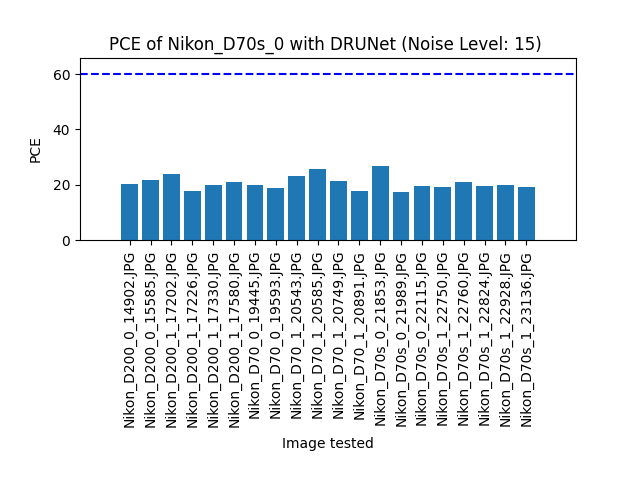 PCE of Nikon_D70s_0 with DRUNet (Noise Level: 15)
60
40
20
0
PCE
Nikon_D200_0_14902.JPG
Nikon_D200_0_15585.JPG
Nikon_D200_1_17202.JPG
Nikon_D200_1_17226.JPG
Nikon_D200_1_17330.JPG
Nikon_D200_1_17580.JPG
Nikon_D70_0_19445.JPG
Nikon_D70_0_19593.JPG
Nikon_D70_1_20543.JPG
Nikon_D70_1_20585.JPG
Nikon_D70_1_20749.JPG
Nikon_D70_1_20891.JPG
Nikon_D70s_0_21853.JPG
Nikon_D70s_0_21989.JPG
Nikon_D70s_0_22115.JPG
Nikon_D70s_1_22750.JPG
Nikon_D70s_1_22760.JPG
Nikon_D70s_1_22824.JPG
Nikon_D70s_1_22928.JPG
Nikon_D70s_1_23136.JPG
Image tested